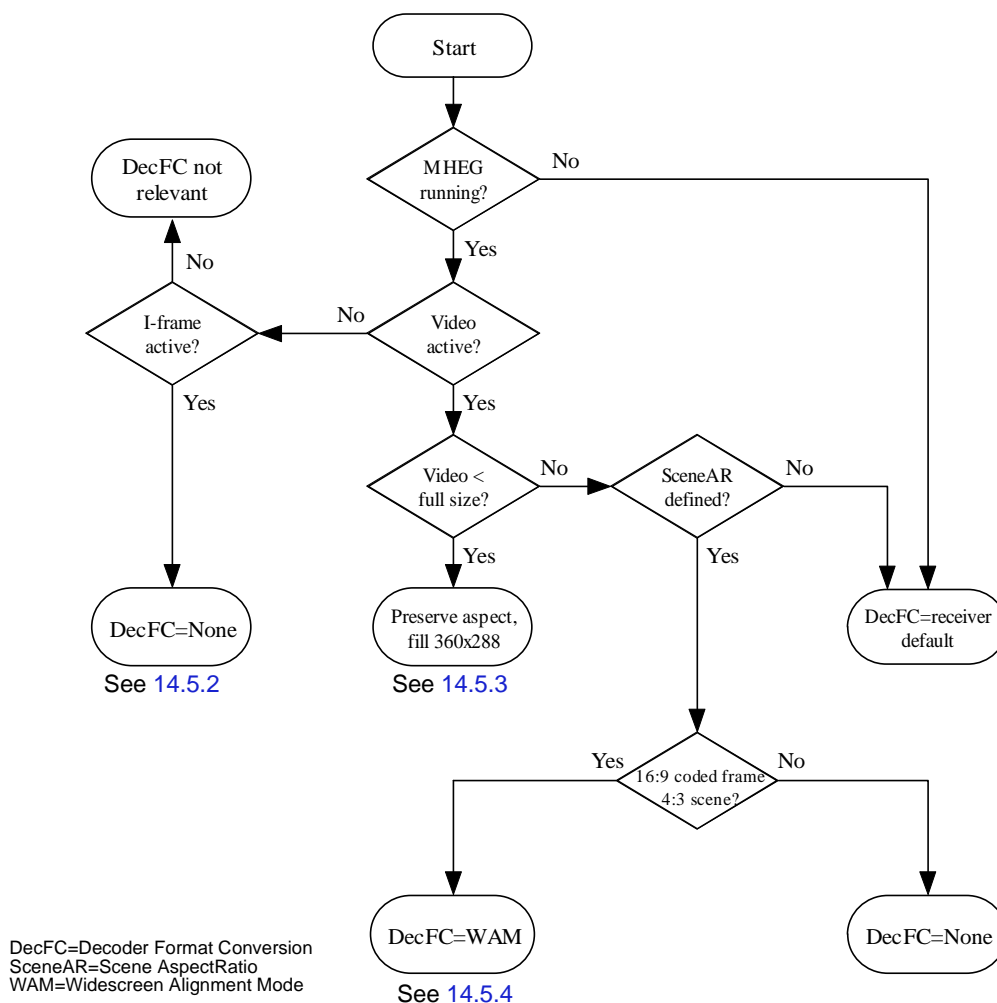 Start
MHEG
running?
No
Yes
DecFC not
relevant
No
I-frame
active?
No
Video
active?
Yes
Yes
Video <
full size?
No
SceneAR
defined?
No
Yes
Yes
DecFC=None
See 14.5.2
Preserve aspect,
fill 360x288
See 14.5.3
DecFC=receiver
default
Yes
16:9 coded frame
4:3 scene?
No
DecFC=WAM
See 14.5.4
DecFC=None
DecFC=Decoder Format Conversion
SceneAR=Scene AspectRatio
WAM=Widescreen Alignment Mode